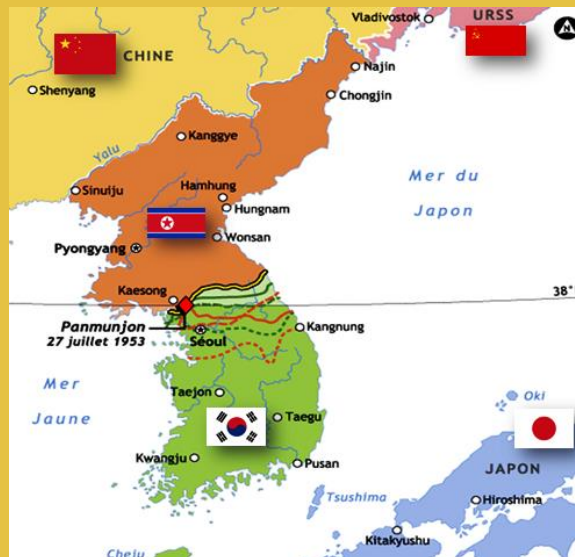 Vladivostok
URSS
CHINE
N
Najin
Shenyang
Chongjin
Kanggye
Yalu
Sinuiju
Hamhung
Hungnam
Mer du
Japon
Pyongyang
Wonsan
Kaesong
38°
Panmunjon
27 juillet 1953
Séoul
Kangnung
Mer
Jaune
Taejon
Taegu
Oki
Kwangju
Pusan
JAPON
Tsushima
Hiroshima
Kitakyushu
Cheju